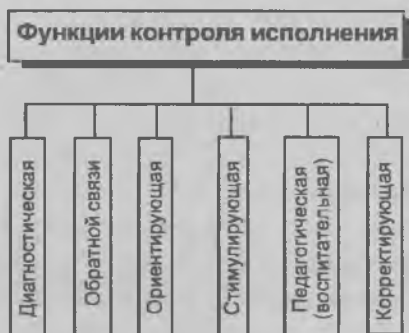 Функции контроля исполнения
Диагностическая
Обратной связи
Ориентирующая
Стимулирующая
Педагогическая
(воспитательная)
Корректирующая